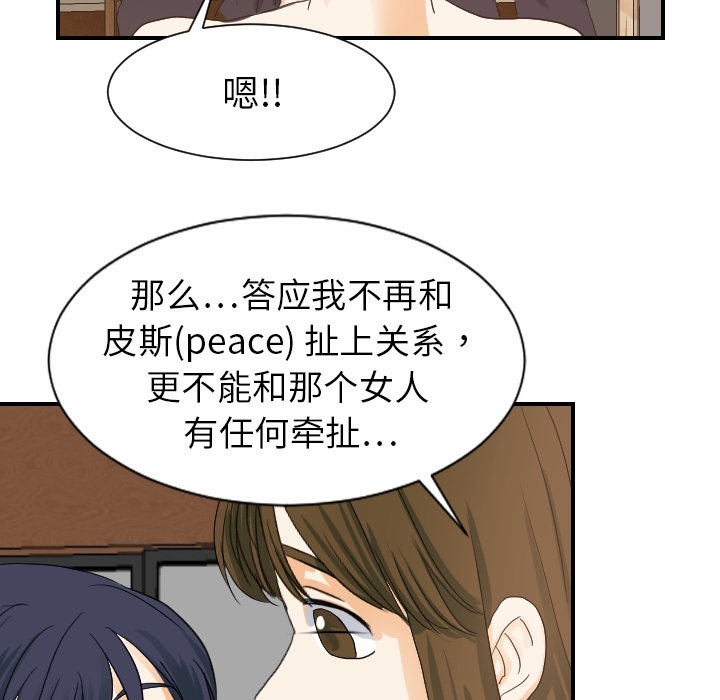 嗯!!
那么...答应我不再和
皮斯(peace) 扯上关系，
更不能和那个女人
有任何牵扯...